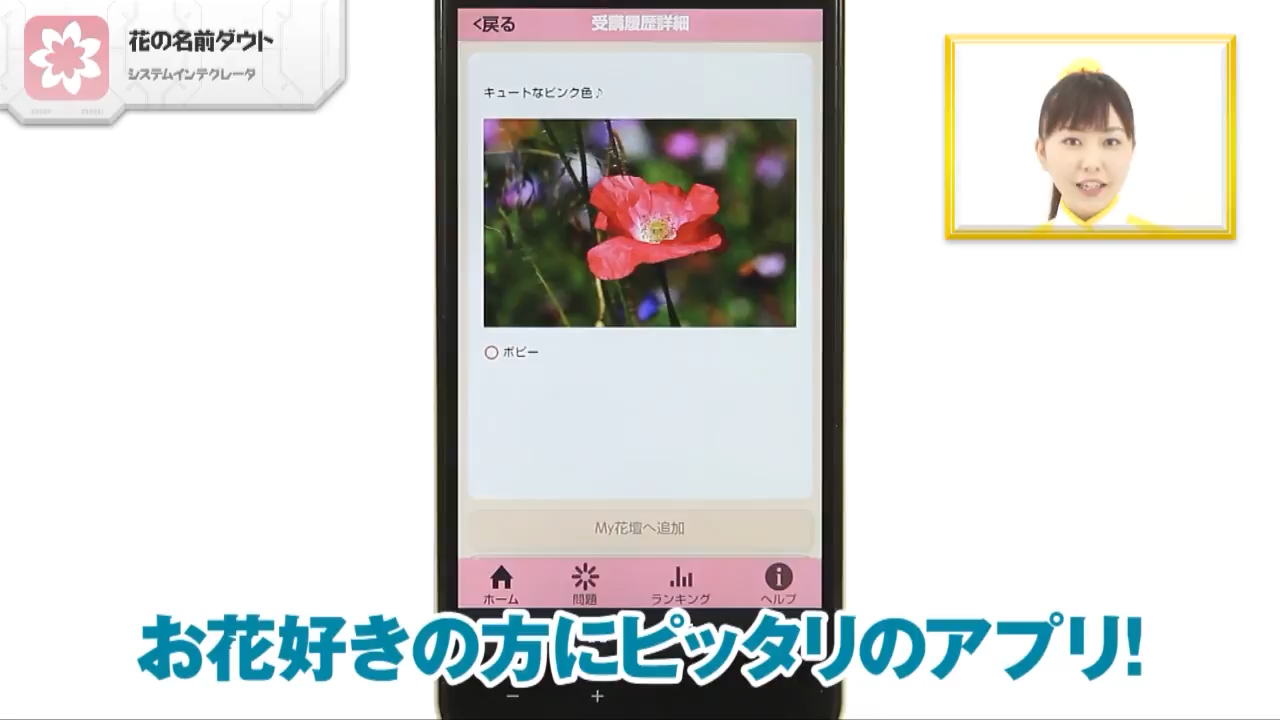 花の名前ダウト
システムインテグレータ
<戻る
受講履歴詳細
キュートなピンク色♪
○ ポピー
My花壇へ追加
ホーム
問題
ランキング
ヘルプ
お花好きの方にピッタリのアプリ!